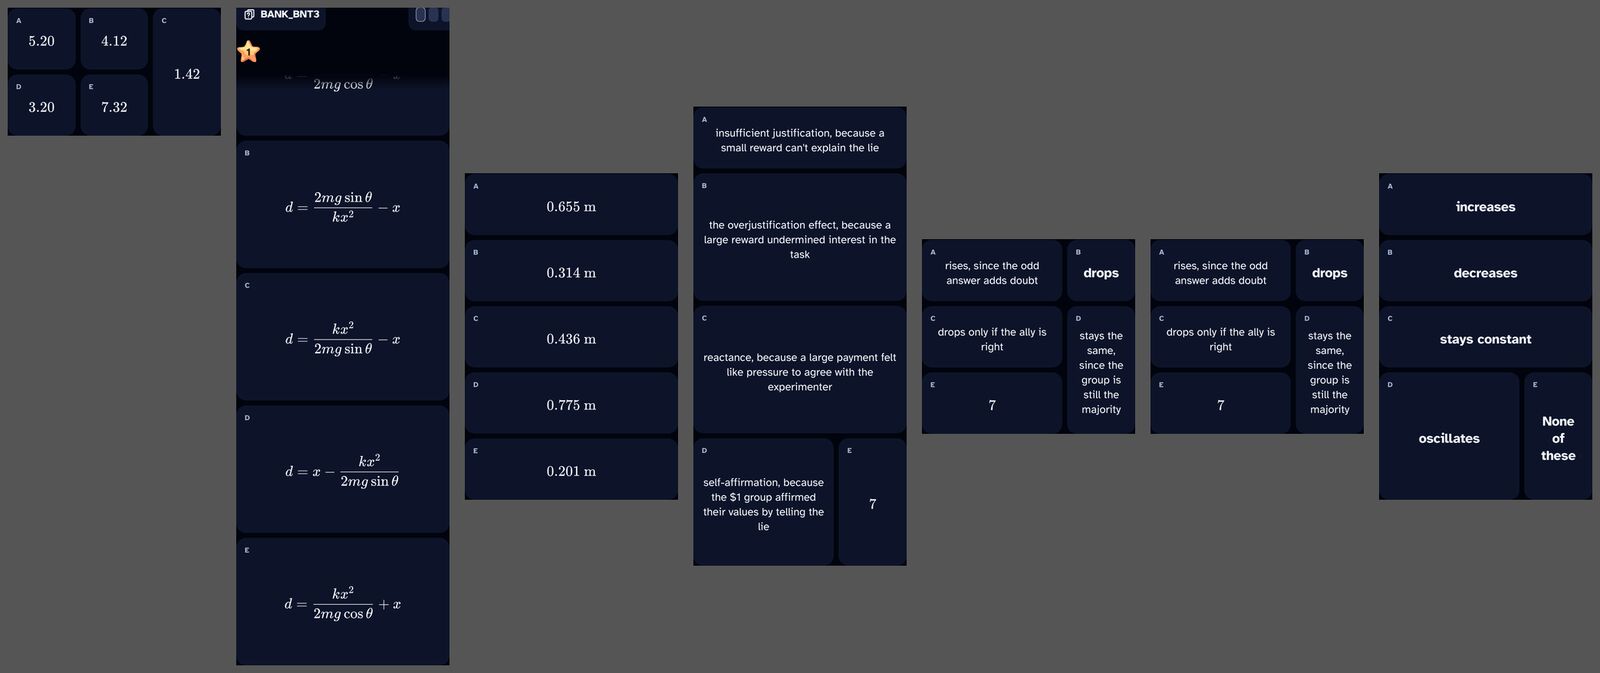 A
5.20
B
4.12
C
1.42
D
3.20
E
7.32
BANK_BNT3
1
2mg cos θ
B
d = \frac{2mg sin θ}{kx²} − x
C
d = \frac{kx²}{2mg sin θ} − x
D
d = x − \frac{kx²}{2mg sin θ}
E
d = \frac{kx²}{2mg cos θ} + x
A
0.655 m
B
0.314 m
C
0.436 m
D
0.775 m
E
0.201 m
A
insufficient justification, because a
small reward can't explain the lie
B
the overjustification effect, because a
large reward undermined interest in the
task
C
reactance, because a large payment felt
like pressure to agree with the
experimenter
D
self-affirmation, because
the $1 group affirmed
their values by telling the
lie
E
7
A
rises, since the odd
answer adds doubt
B
drops
C
drops only if the ally is
right
D
stays the
same,
since the
group is
still the
majority
E
7
A
rises, since the odd
answer adds doubt
B
drops
C
drops only if the ally is
right
D
stays the
same,
since the
group is
still the
majority
E
7
A
increases
B
decreases
C
stays constant
D
oscillates
E
None
of
these